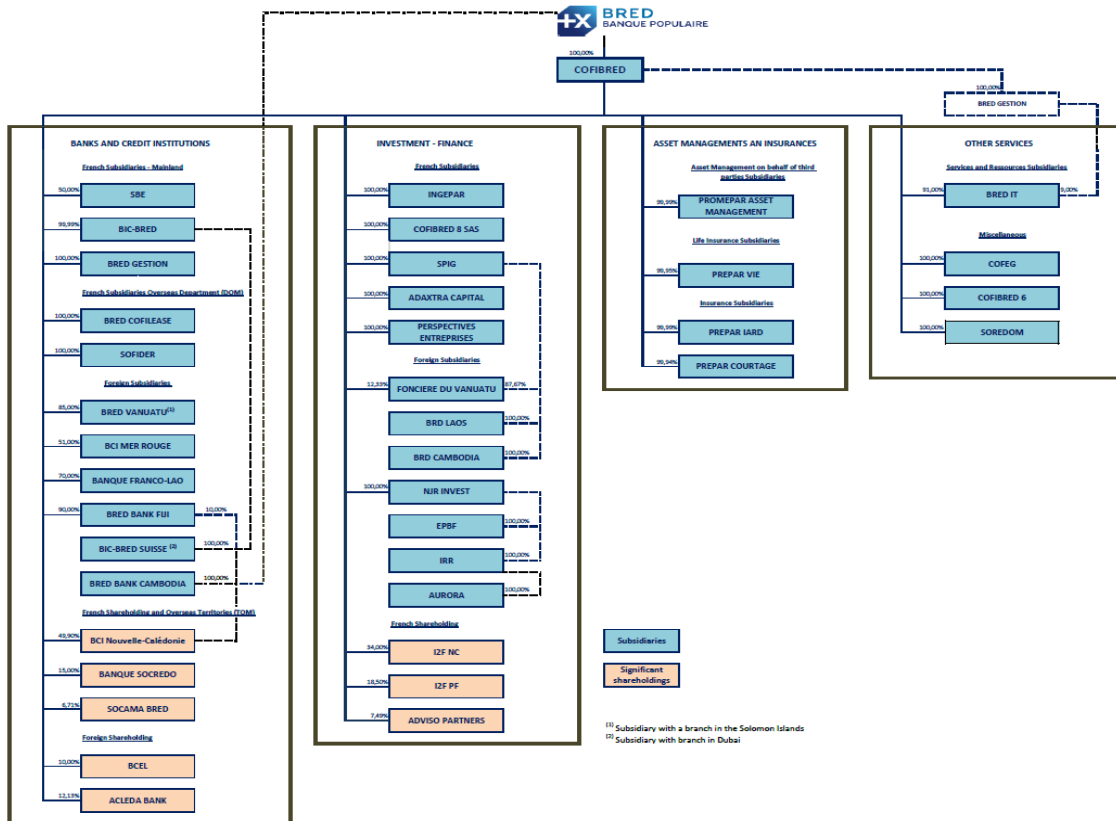 +X BRED
BANQUE POPULAIRE
100,00%
COFIBRED
100,00%
BRED GESTION
BANKS AND CREDIT INSTITUTIONS
French Subsidiaries - Mainland
50,00%
SBE
99,99%
BIC-BRED
100,00%
BRED GESTION
French Subsidiaries Overseas Department (DOM)
100,00%
BRED COFILEASE
100,00%
SOFIDER
Foreign Subsidiaries
85,00%
BRED VANUATU(1)
51,00%
BCI MER ROUGE
70,00%
BANQUE FRANCO-LAO
90,00%
BRED BANK FIJI
10,00%
BIC-BRED SUISSE (2)
100,00%
BRED BANK CAMBODIA
100,00%
French Shareholding and Overseas Territories (TOM)
49,90%
BCI Nouvelle-Calédonie
15,00%
BANQUE SOCREDO
6,71%
SOCAMA BRED
Foreign Shareholding
10,00%
BCEL
12,13%
ACLEDA BANK
INVESTMENT - FINANCE
French Subsidiaries
100,00%
INGEPAR
100,00%
COFIBRED 8 SAS
100,00%
SPIG
100,00%
ADAXTRA CAPITAL
100,00%
PERSPECTIVES
ENTREPRISES
Foreign Subsidiaries
12,33%
FONCIERE DU VANUATU
87,67%
BRD LAOS
100,00%
BRD CAMBODIA
100,00%
100,00%
NJR INVEST
EPBF
100,00%
IRR
100,00%
AURORA
100,00%
French Shareholding
34,00%
I2F NC
18,50%
I2F PF
7,49%
ADVISO PARTNERS
ASSET MANAGEMENTS AN INSURANCES
Asset Management on behalf of third
parties Subsidiaries
99,99%
PROMEPAR ASSET
MANAGEMENT
Life Insurance Subsidiaries
99,95%
PREPAR VIE
Insurance Subsidiaries
99,99%
PREPAR IARD
99,94%
PREPAR COURTAGE
OTHER SERVICES
Services and Ressources Subsidiaries
91,00%
BRED IT
9,00%
Miscellaneous
100,00%
COFEG
100,00%
COFIBRED 6
100,00%
SOREDOM
Subsidiaries
Significant
shareholdings
(1) Subsidiary with a branch in the Solomon Islands
(2) Subsidiary with branch in Dubai